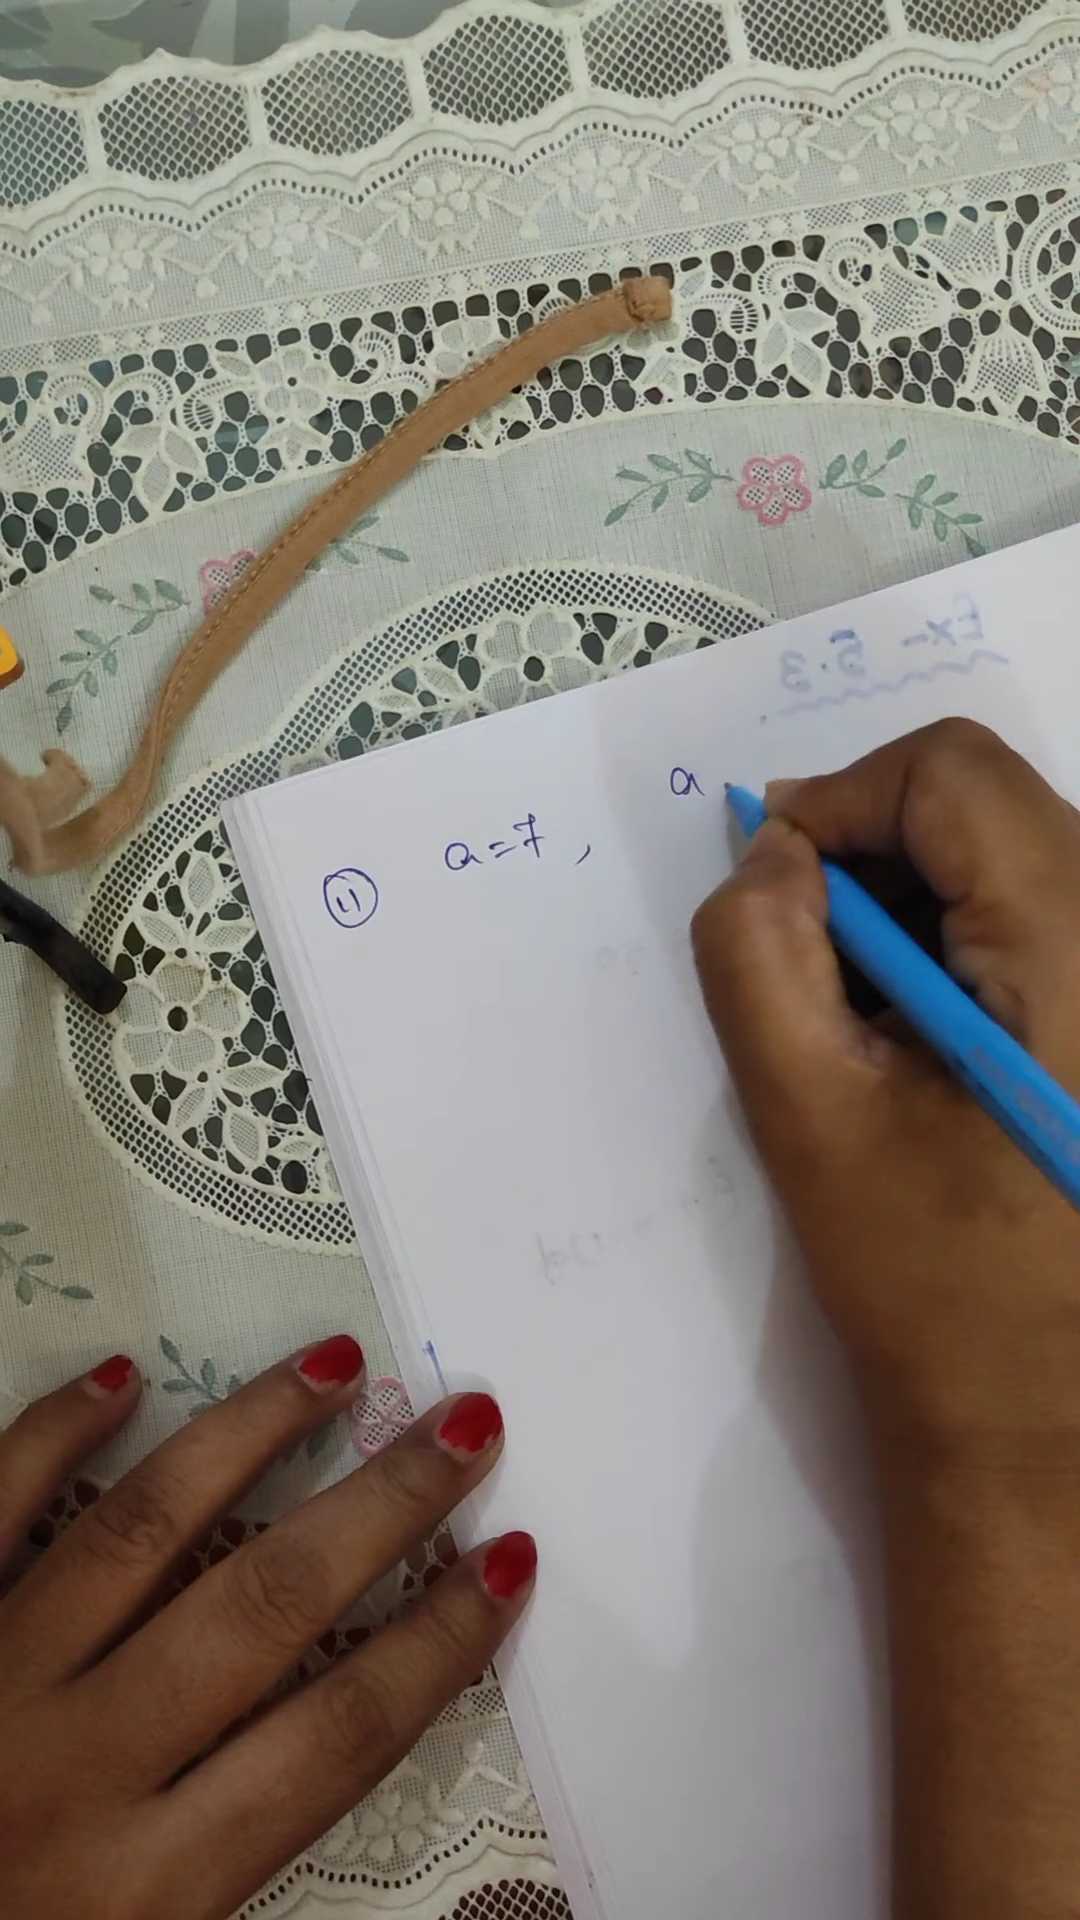 Ex- 5.3
(ii) a=7, a